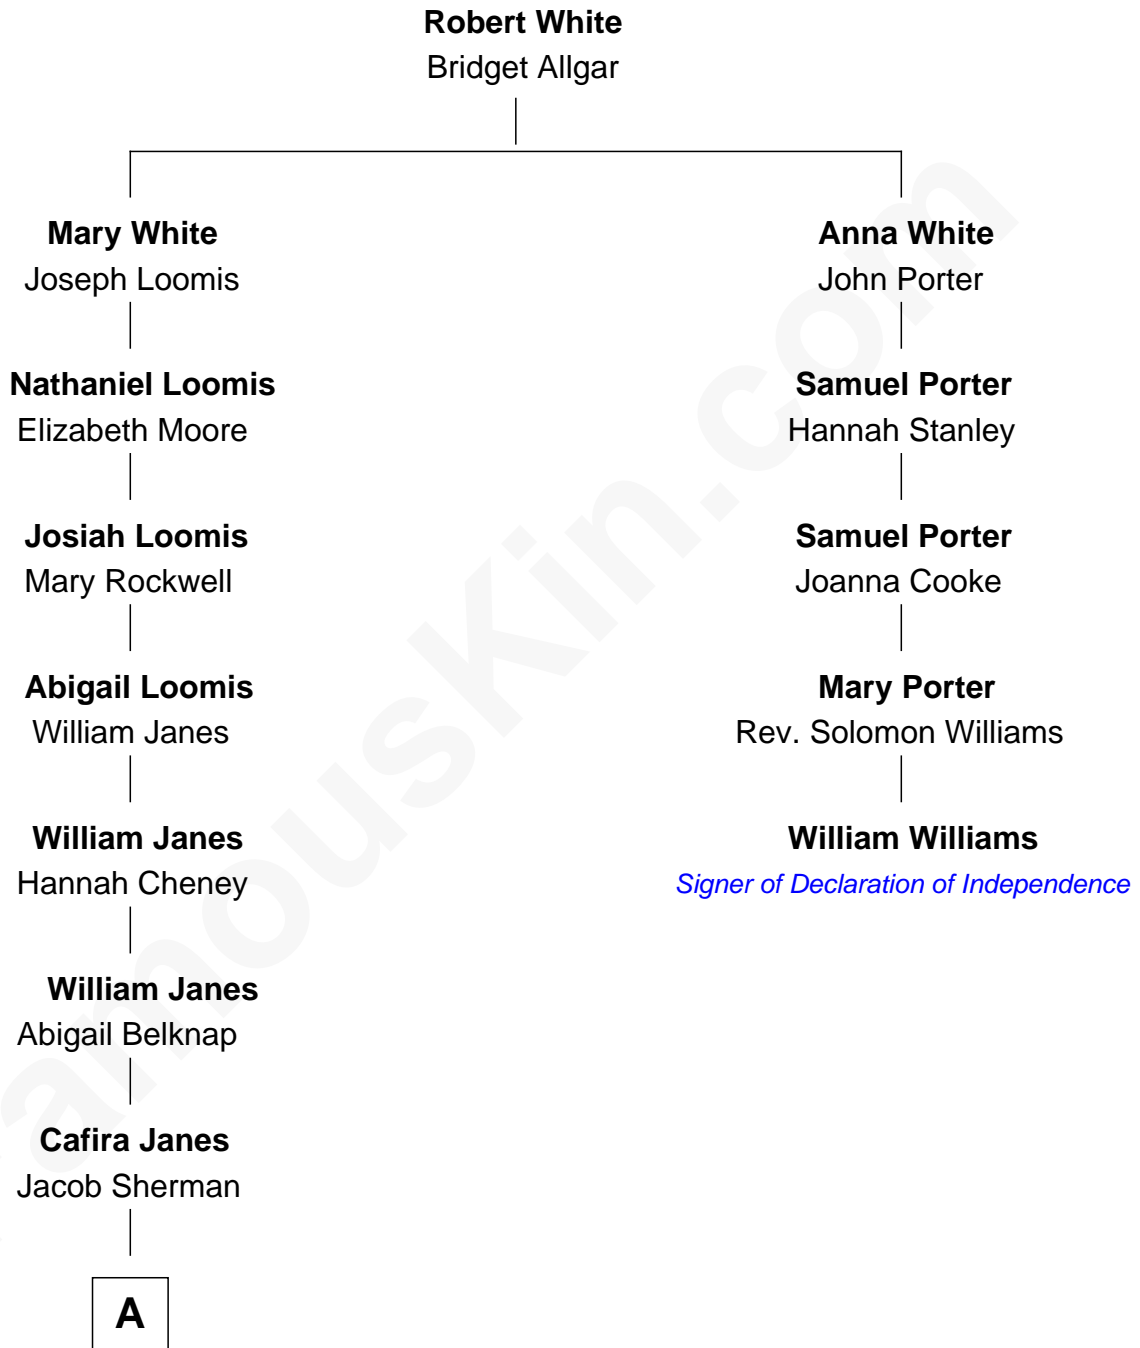 Robert White
Bridget Allgar
Mary White
Joseph Loomis
Anna White
John Porter
Nathaniel Loomis
Elizabeth Moore
Samuel Porter
Hannah Stanley
Josiah Loomis
Mary Rockwell
Samuel Porter
Joanna Cooke
Abigail Loomis
William Janes
Mary Porter
Rev. Solomon Williams
William Janes
Hannah Cheney
William Williams
Signer of Declaration of Independence
William Janes
Abigail Belknap
Cafira Janes
Jacob Sherman
A
amousKin.com